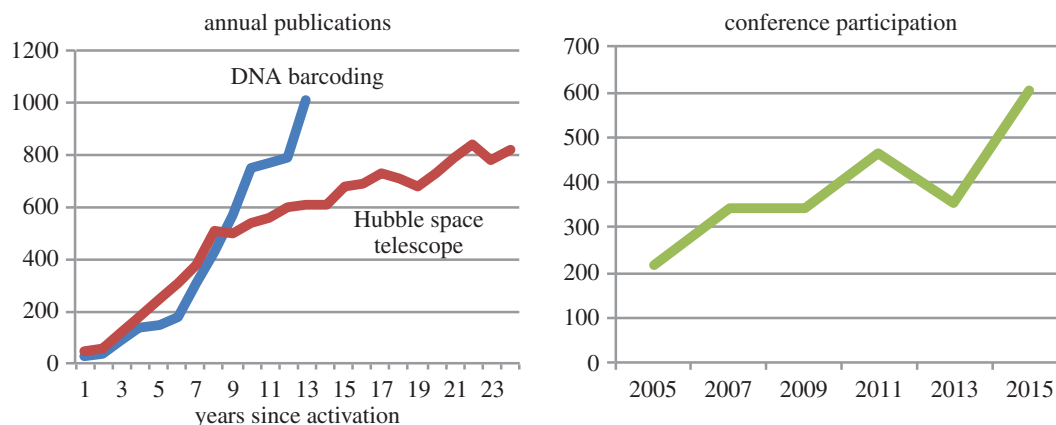 annual publications
1200
1000
800
600
400
200
0
DNA barcoding
Hubble space
telescope
1 3 5 7 9 11 13 15 17 19 21 23
years since activation
conference participation
700
600
500
400
300
200
100
0
2005 2007 2009 2011 2013 2015